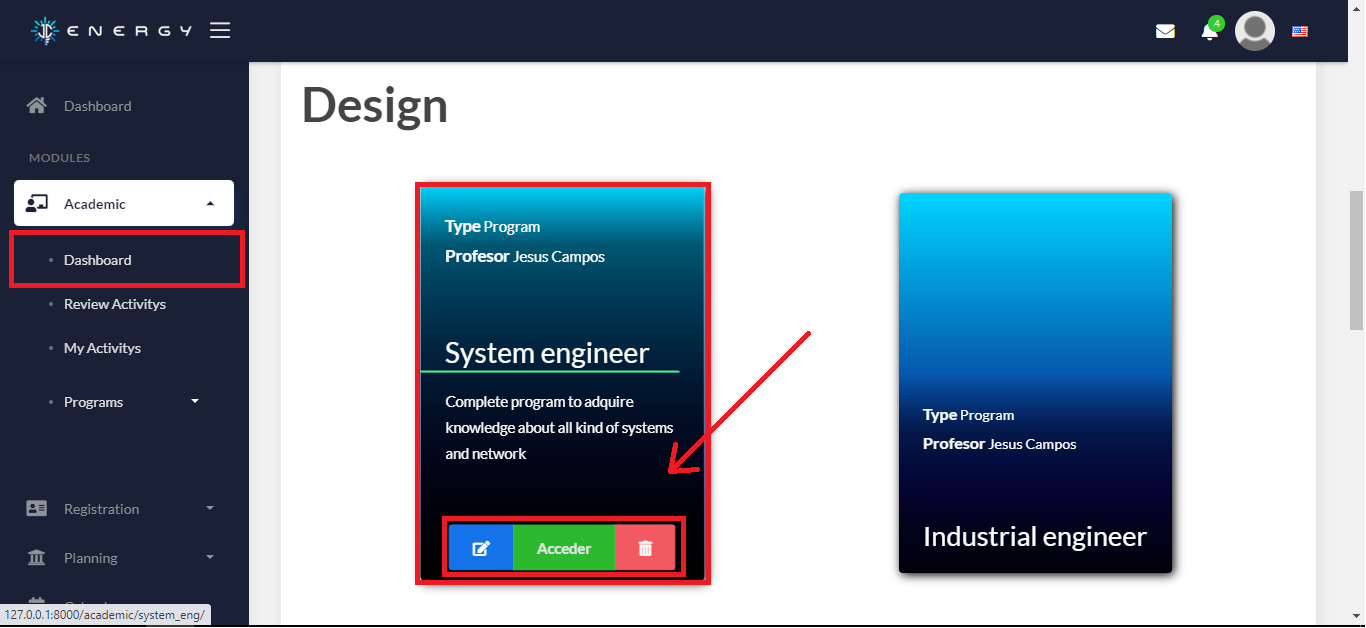 ENERGY
4
Dashboard
MODULES
Academic
Dashboard
Review Activitys
My Activitys
Programs
Registration
Planning
127.0.0.1:8000/academic/system_eng/
Design
Type Program
Profesor Jesus Campos
System engineer
Complete program to adquire
knowledge about all kind of systems
and network
Acceder
Type Program
Profesor Jesus Campos
Industrial engineer